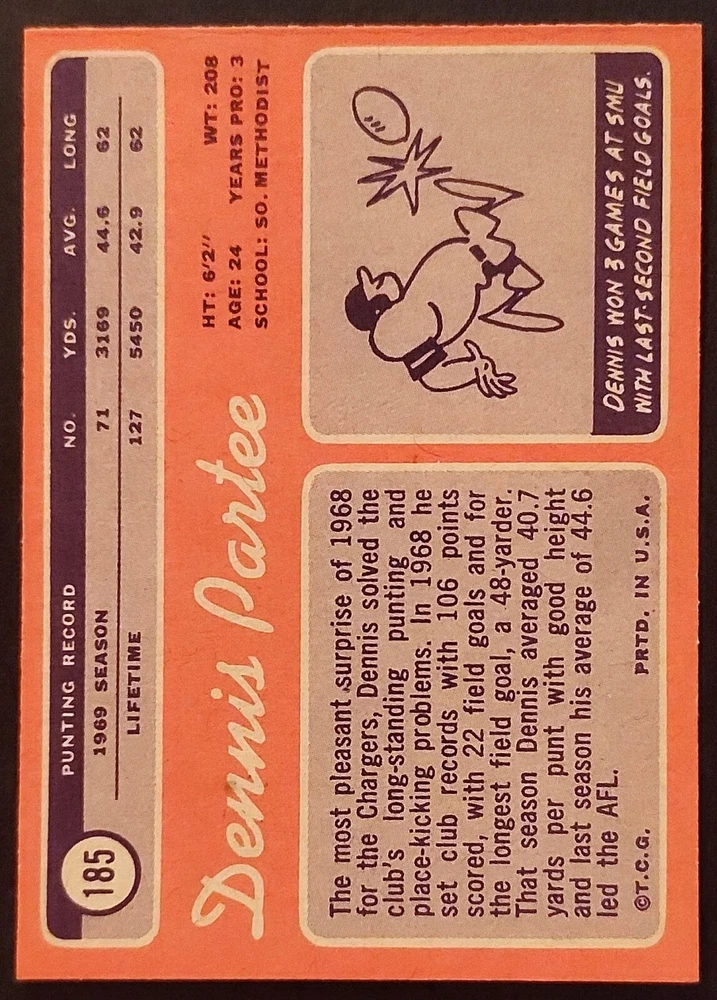 185
PUNTING RECORD NO. YDS. AVG. LONG
1969 SEASON 71 3169 44.6 62
LIFETIME 127 5450 42.9 62
Dennis Partee
HT: 6'2" WT: 208
AGE: 24 YEARS PRO: 3
SCHOOL: SO. METHODIST
The most pleasant surprise of 1968
for the Chargers, Dennis solved the
club's long-standing punting and
place-kicking problems. In 1968 he
set club records with 106 points
scored, with 22 field goals and for
the longest field goal, a 48-yarder.
That season Dennis averaged 40.7
yards per punt with good height
and last season his average of 44.6
led the AFL.
©T.C.G. PRTD. IN U.S.A.
DENNIS WON 3 GAMES AT SMU
WITH LAST-SECOND FIELD GOALS.